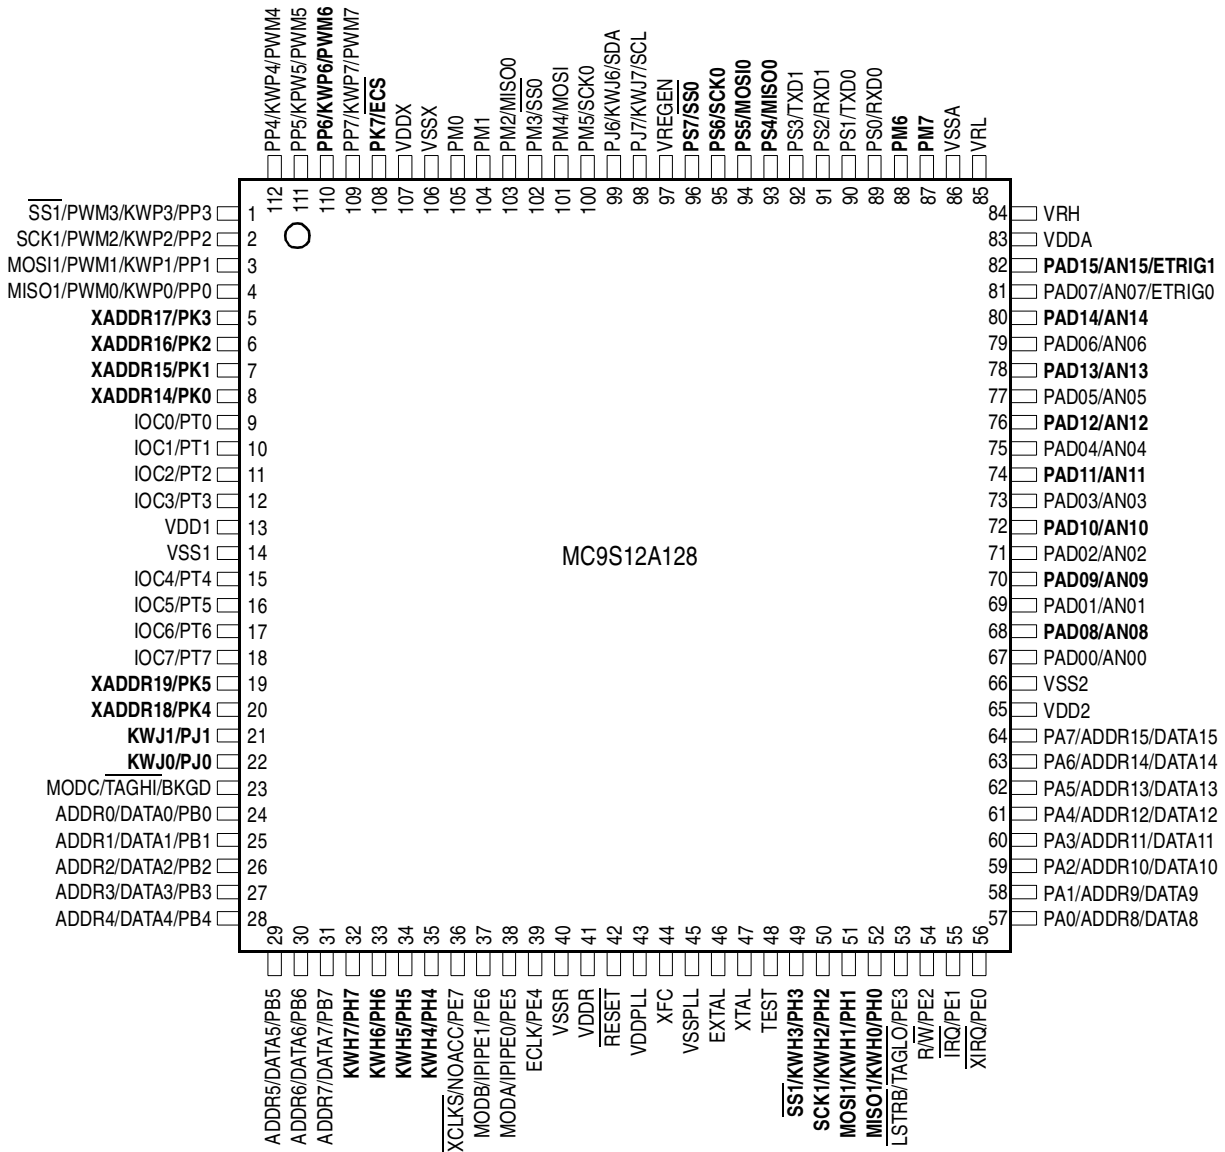 PP4/KWP4/PWM4
PP5/KPW5/PWM5
PP6/KWP6/PWM6
PP7/KWP7/PWM7
PK7/ECS
VDDX
VSSX
PM0
PM1
PM2/MISO0
PM3/SS0
PM4/MOSI
PM5/SCK0
PJ6/KWJ6/SDA
PJ7/KWJ7/SCL
VREGEN
PS7/SS0
PS6/SCK0
PS5/MOSI0
PS4/MISO0
PS3/TXD1
PS2/RXD1
PS1/TXD0
PS0/RXD0
PM6
PM7
VSSA
VRL
112
111
110
109
108
107
106
105
104
103
102
101
100
99
98
97
96
95
94
93
92
91
90
89
88
87
86
85
SS1/PWM3/KWP3/PP3 1
SCK1/PWM2/KWP2/PP2 2
MOSI1/PWM1/KWP1/PP1 3
MISO1/PWM0/KWP0/PP0 4
XADDR17/PK3 5
XADDR16/PK2 6
XADDR15/PK1 7
XADDR14/PK0 8
IOC0/PT0 9
IOC1/PT1 10
IOC2/PT2 11
IOC3/PT3 12
VDD1 13
VSS1 14
IOC4/PT4 15
IOC5/PT5 16
IOC6/PT6 17
IOC7/PT7 18
XADDR19/PK5 19
XADDR18/PK4 20
KWJ1/PJ1 21
KWJ0/PJ0 22
MODC/TAGHI/BKGD 23
ADDR0/DATA0/PB0 24
ADDR1/DATA1/PB1 25
ADDR2/DATA2/PB2 26
ADDR3/DATA3/PB3 27
ADDR4/DATA4/PB4 28
MC9S12A128
84 VRH
83 VDDA
82 PAD15/AN15/ETRIG1
81 PAD07/AN07/ETRIG0
80 PAD14/AN14
79 PAD06/AN06
78 PAD13/AN13
77 PAD05/AN05
76 PAD12/AN12
75 PAD04/AN04
74 PAD11/AN11
73 PAD03/AN03
72 PAD10/AN10
71 PAD02/AN02
70 PAD09/AN09
69 PAD01/AN01
68 PAD08/AN08
67 PAD00/AN00
66 VSS2
65 VDD2
64 PA7/ADDR15/DATA15
63 PA6/ADDR14/DATA14
62 PA5/ADDR13/DATA13
61 PA4/ADDR12/DATA12
60 PA3/ADDR11/DATA11
59 PA2/ADDR10/DATA10
58 PA1/ADDR9/DATA9
57 PA0/ADDR8/DATA8
29
30
31
32
33
34
35
36
37
38
39
40
41
42
43
44
45
46
47
48
49
50
51
52
53
54
55
56
ADDR5/DATA5/PB5
ADDR6/DATA6/PB6
ADDR7/DATA7/PB7
KWH7/PH7
KWH6/PH6
KWH5/PH5
KWH4/PH4
XCLKS/NOACC/PE7
MODB/IPIPE1/PE6
MODA/IPIPE0/PE5
ECLK/PE4
VSSR
VDDR
RESET
VDDPLL
XFC
VSSPLL
EXTAL
XTAL
TEST
SS1/KWH3/PH3
SCK1/KWH2/PH2
MOSI1/KWH1/PH1
MISO1/KWH0/PH0
LSTRB/TAGLO/PE3
R/W/PE2
IRQ/PE1
XIRQ/PE0